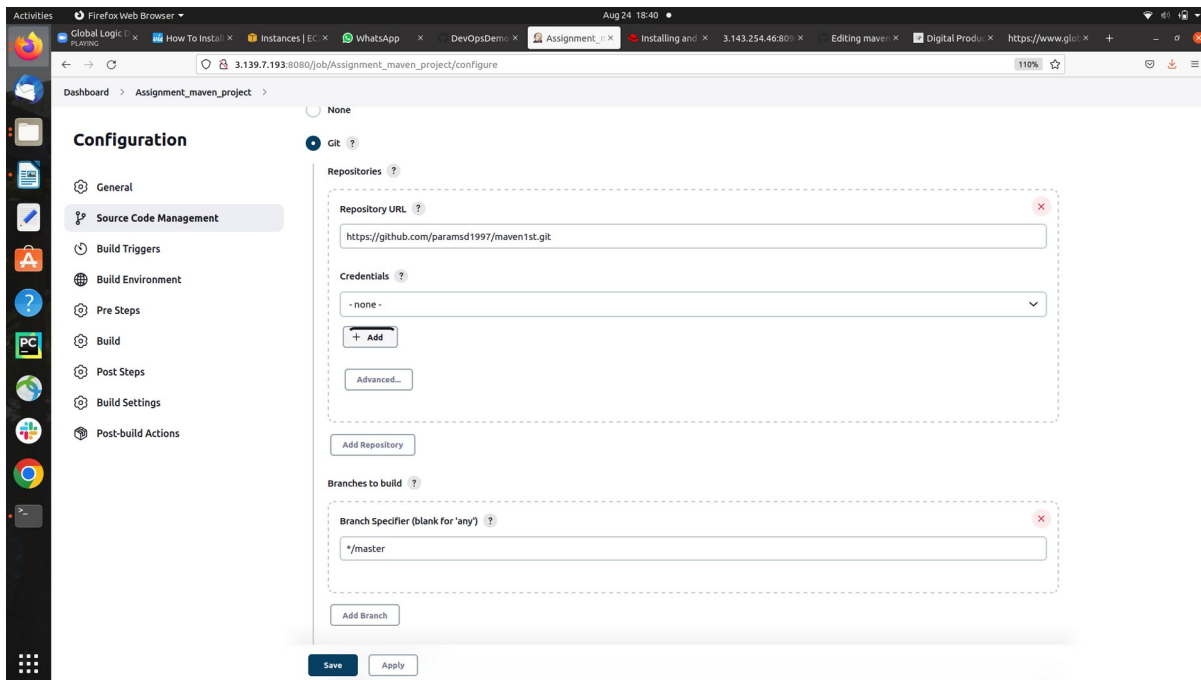 Activities Firefox Web Browser Aug 24 18:40
Global Logic D
PLAYING
How To Install
Instances | EC
WhatsApp
DevOpsDemo
Assignment_m
Installing and
3.143.254.46:809
Editing maven
Digital Produc
https://www.glob
3.139.7.193:8080/job/Assignment_maven_project/configure 110%
Dashboard > Assignment_maven_project >
Configuration
General
Source Code Management
Build Triggers
Build Environment
Pre Steps
Build
Post Steps
Build Settings
Post-build Actions
None
Git ?
Repositories ?
Repository URL ?
https://github.com/paramsd1997/maven1st.git
Credentials ?
- none -
+ Add
Advanced...
Add Repository
Branches to build ?
Branch Specifier (blank for 'any') ?
*/master
Add Branch
Save Apply